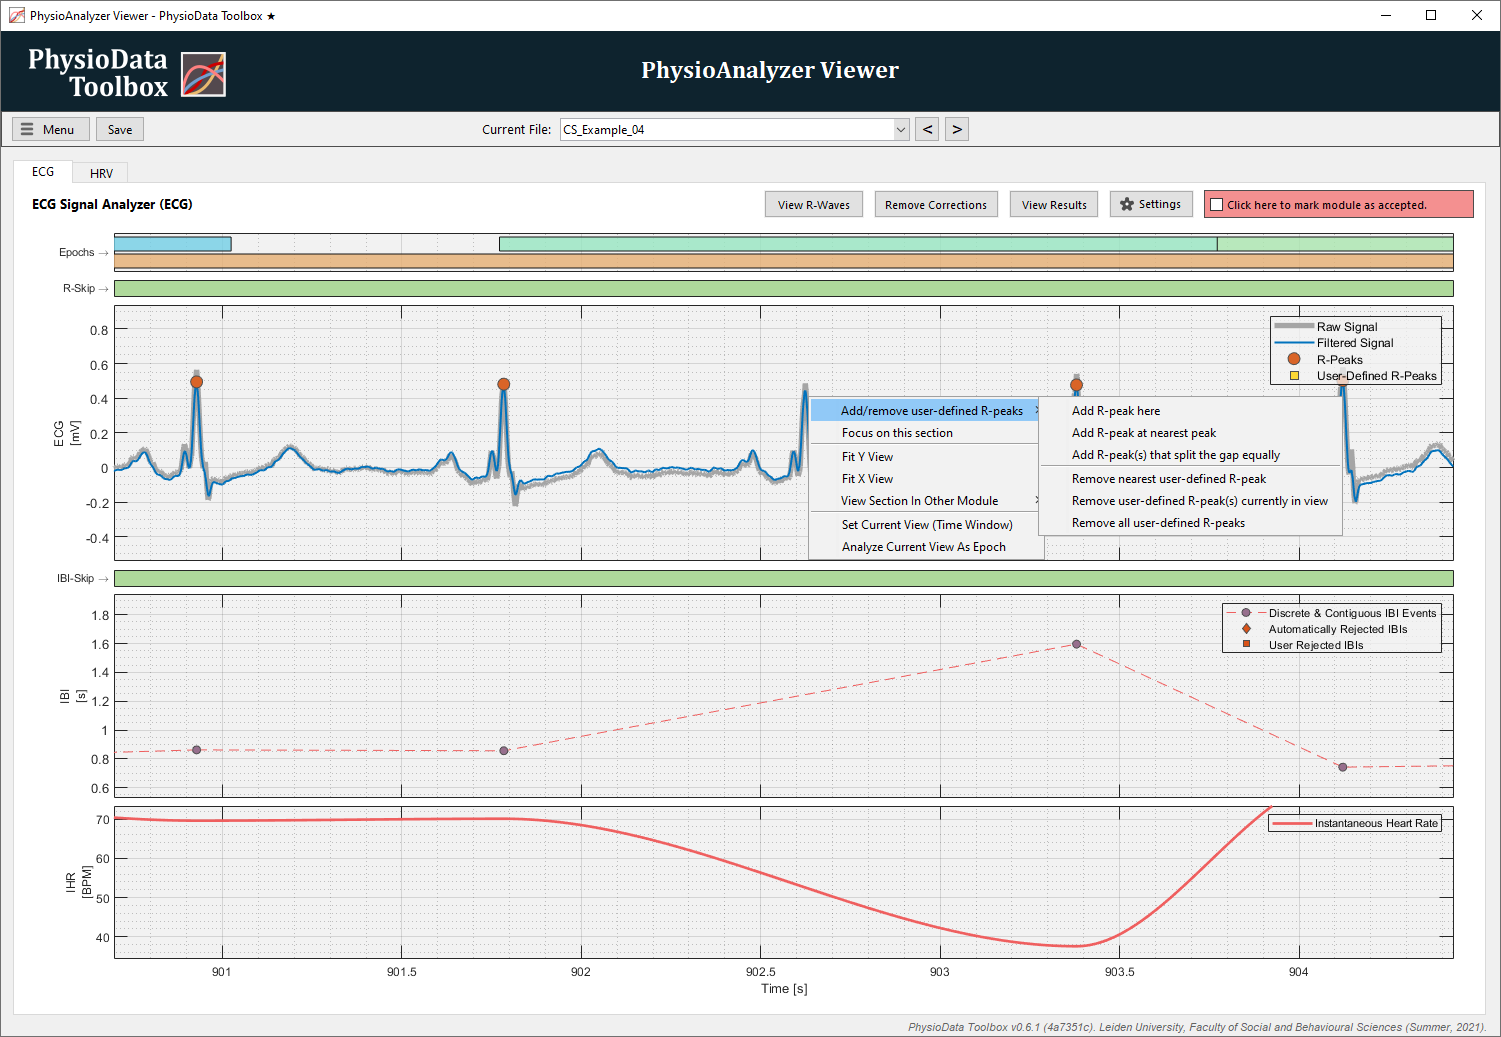 PhysioAnalyzer Viewer - PhysioData Toolbox ★
PhysioData
Toolbox
PhysioAnalyzer Viewer
Menu
Save
Current File:
CS_Example_04
<
>
ECG
HRV
ECG Signal Analyzer (ECG)
View R-Waves
Remove Corrections
View Results
Settings
Click here to mark module as accepted.
Epochs →
R-Skip →
0.8
0.6
0.4
0.2
0
-0.2
-0.4
ECG
[mV]
Raw Signal
Filtered Signal
R-Peaks
User-Defined R-Peaks
Add/remove user-defined R-peaks
Focus on this section
Fit Y View
Fit X View
View Section In Other Module
Set Current View (Time Window)
Analyze Current View As Epoch
Add R-peak here
Add R-peak at nearest peak
Add R-peak(s) that split the gap equally
Remove nearest user-defined R-peak
Remove user-defined R-peak(s) currently in view
Remove all user-defined R-peaks
IBI-Skip →
1.8
1.6
1.4
1.2
1
0.8
0.6
IBI
[s]
Discrete & Contiguous IBI Events
Automatically Rejected IBIs
User Rejected IBIs
70
60
50
40
IHR
[BPM]
Instantaneous Heart Rate
901
901.5
902
902.5
903
903.5
904
Time [s]
PhysioData Toolbox v0.6.1 (4a7351c). Leiden University, Faculty of Social and Behavioural Sciences (Summer, 2021).